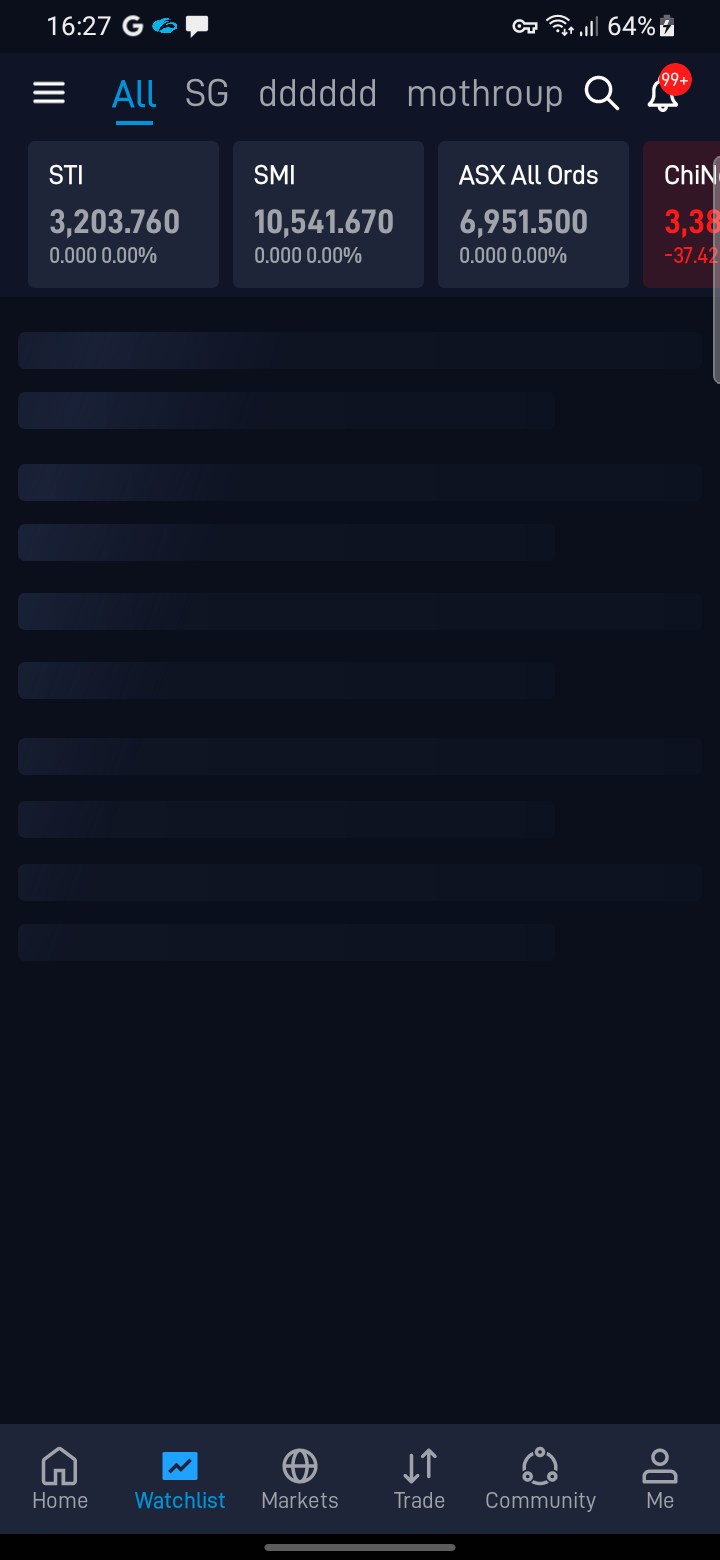 16:27 G 64%
All SG dddddd mothroup 99+
STI SMI ASX All Ords
3,203.760 10,541.670 6,951.500
0.000 0.00% 0.000 0.00% 0.000 0.00% -37.42
Home Watchlist Markets Trade Community Me